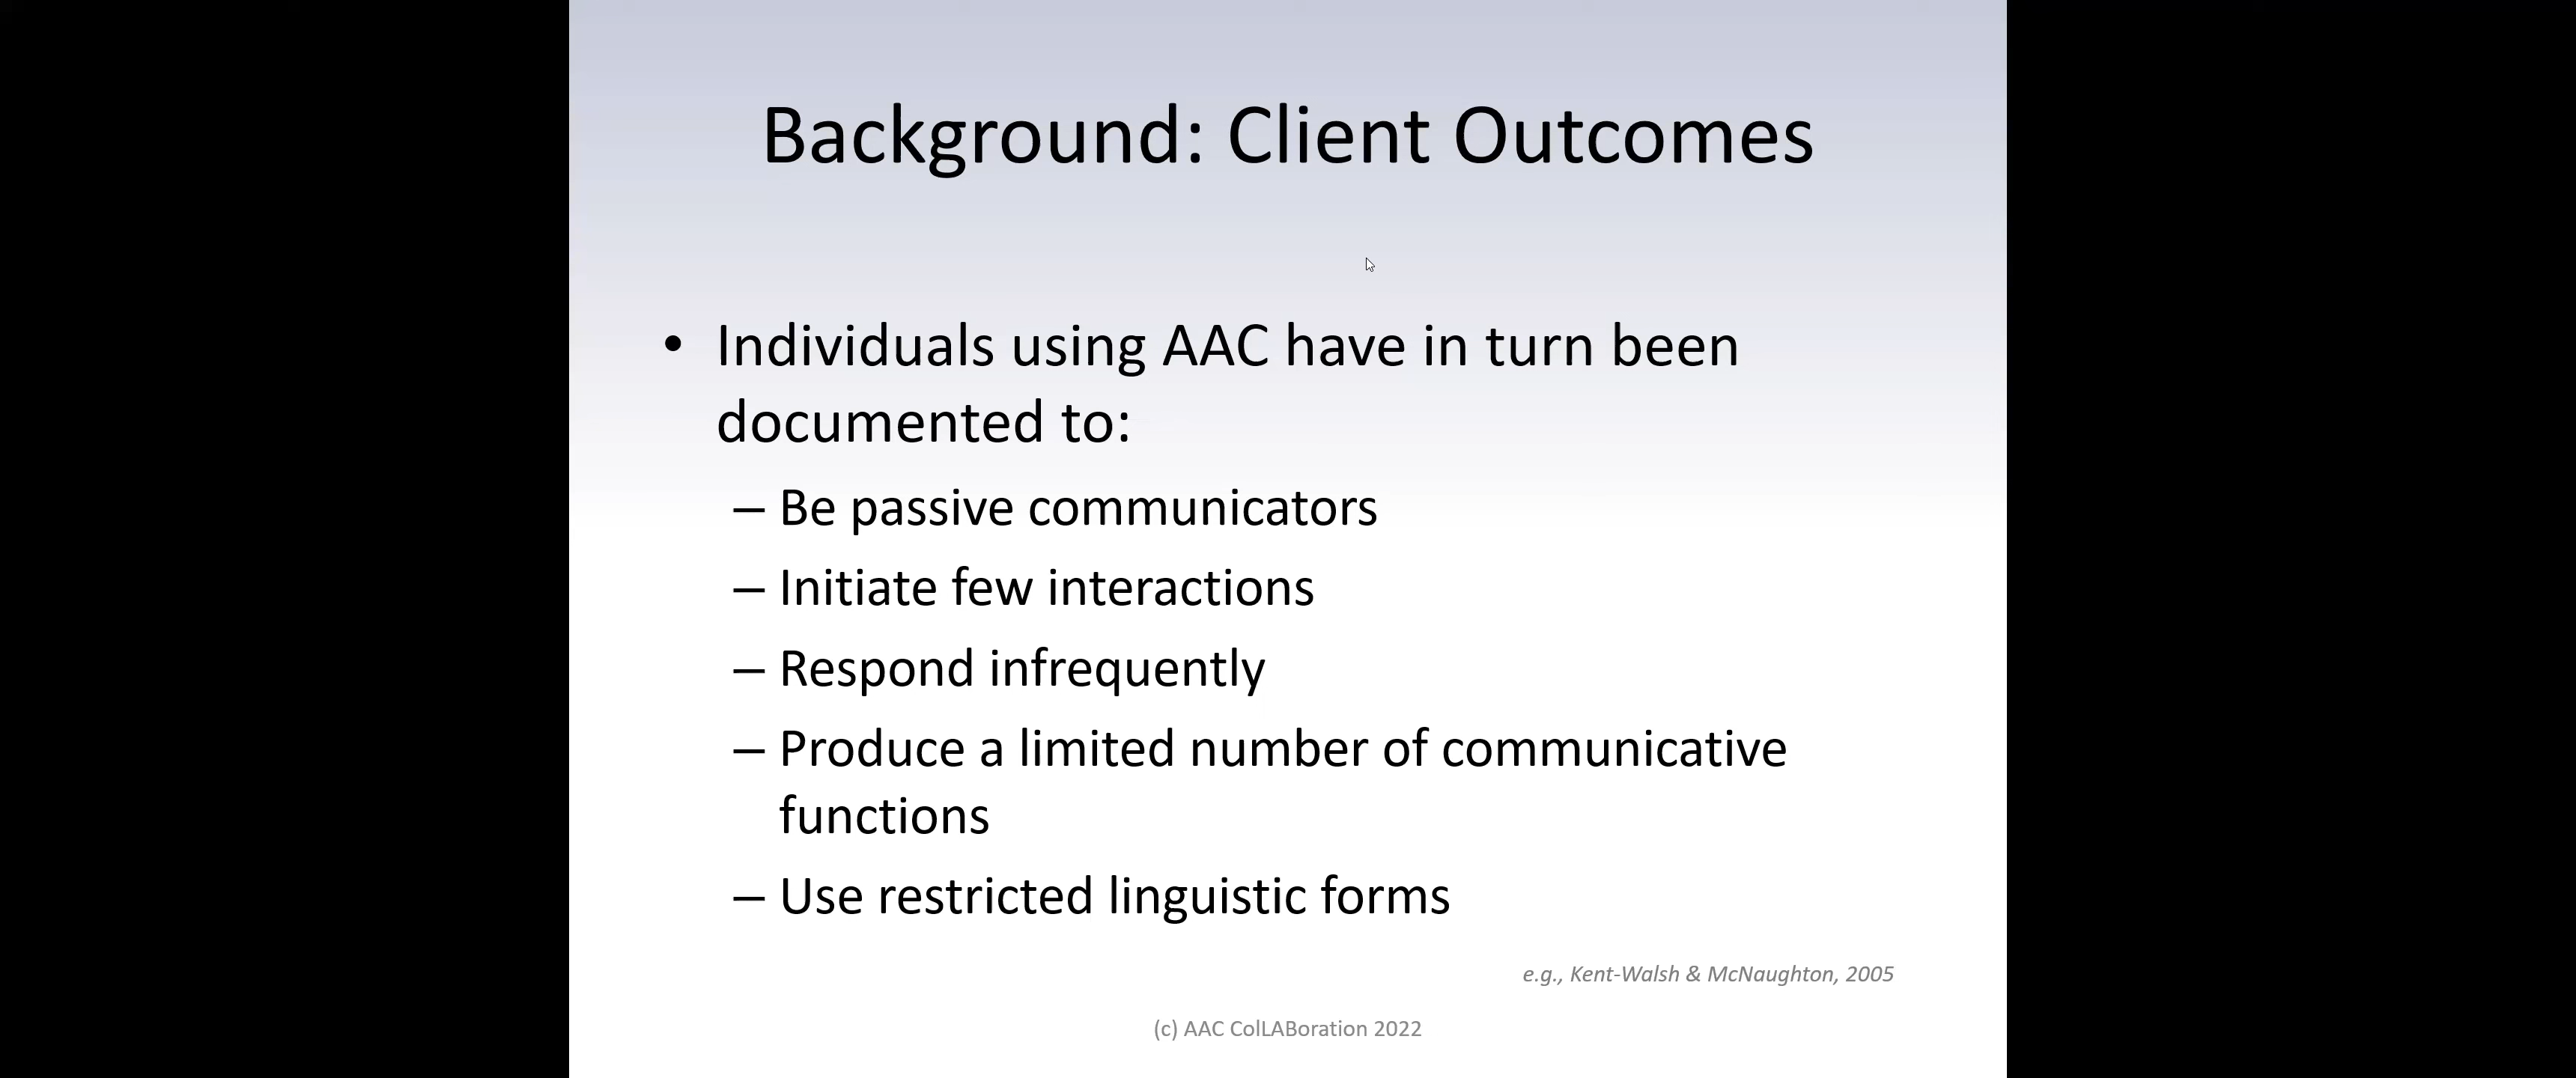 Background: Client Outcomes
• Individuals using AAC have in turn been
documented to:
– Be passive communicators
– Initiate few interactions
– Respond infrequently
– Produce a limited number of communicative
functions
– Use restricted linguistic forms
e.g., Kent-Walsh & McNaughton, 2005
(c) AAC ColLABoration 2022